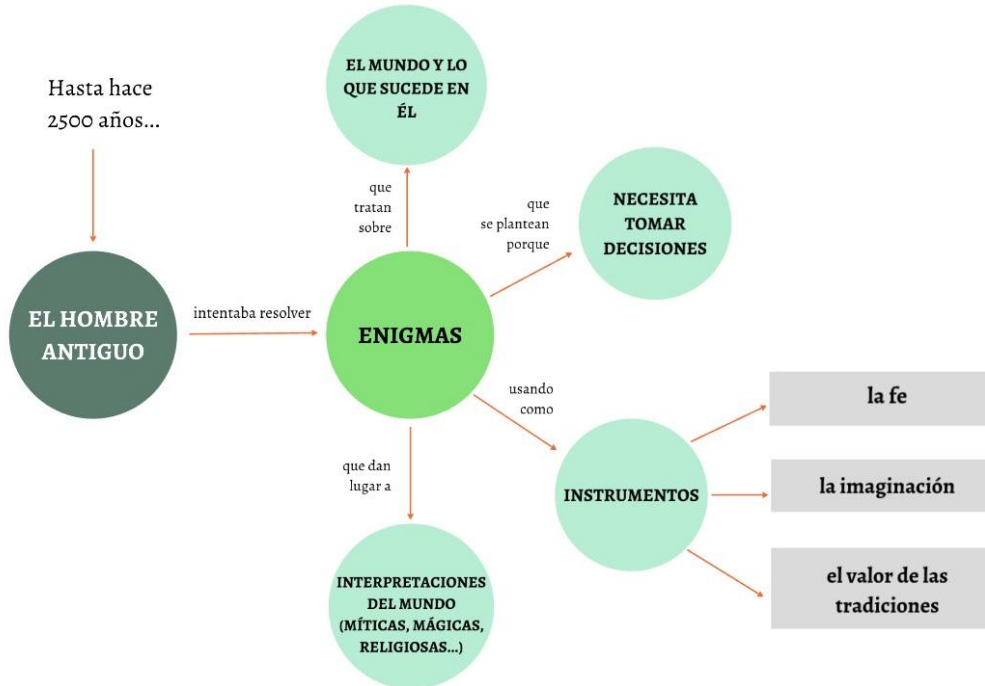 Hasta hace
2500 años...
EL HOMBRE
ANTIGUO
intentaba resolver
ENIGMAS
que
tratan
sobre
EL MUNDO Y LO
QUE SUCEDE EN
ÉL
que
se plantean
porque
NECESITA
TOMAR
DECISIONES
usando
como
INSTRUMENTOS
la fe
la imaginación
el valor de las
tradiciones
que dan
lugar a
INTERPRETACIONES
DEL MUNDO
(MÍTICAS, MÁGICAS,
RELIGIOSAS...)